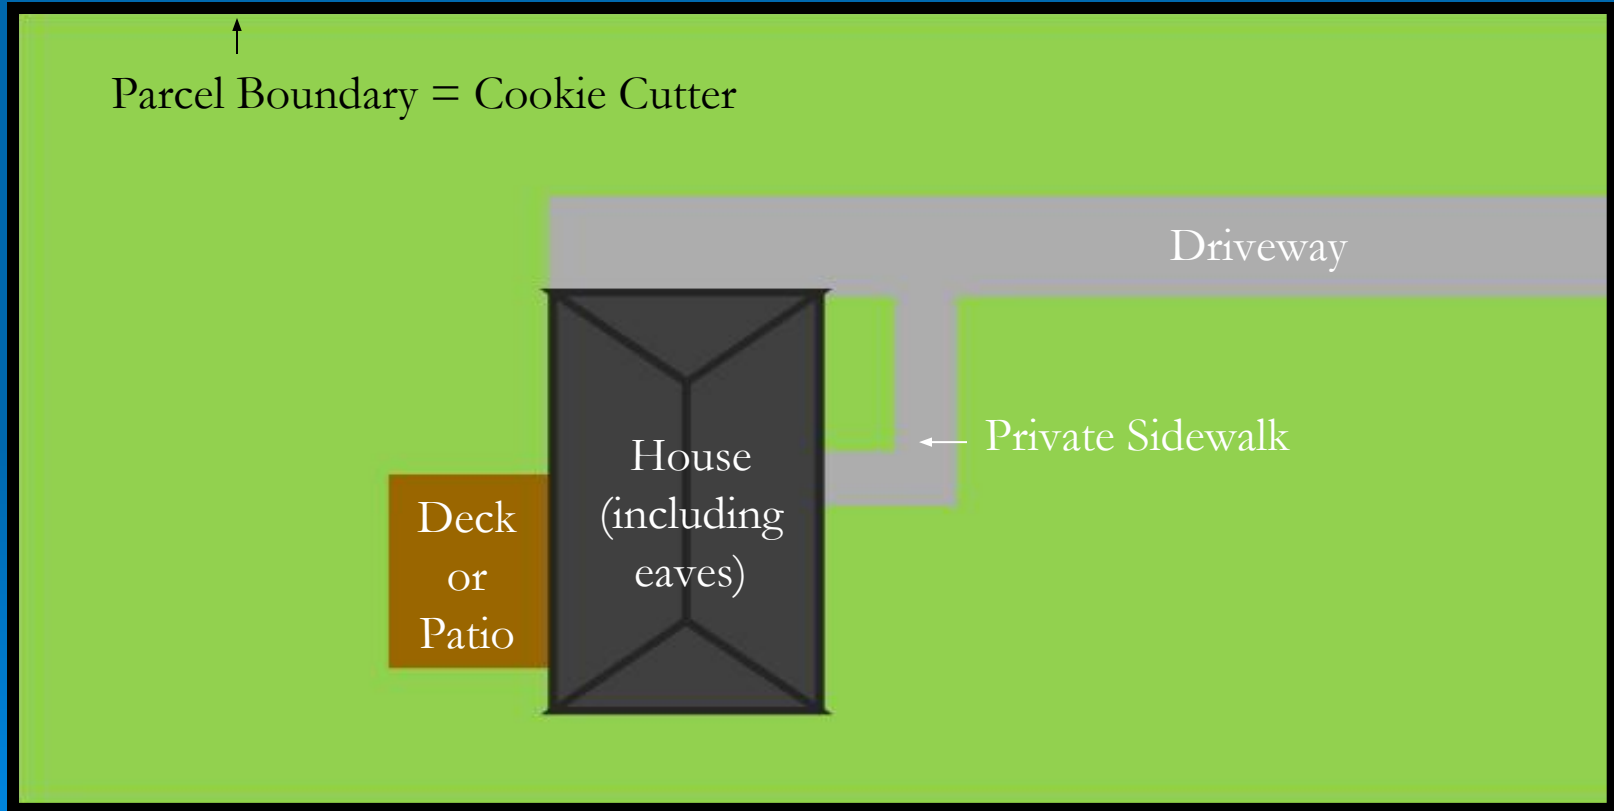 Parcel Boundary = Cookie Cutter
Driveway
Private Sidewalk
House
(including
eaves)
Deck
or
Patio